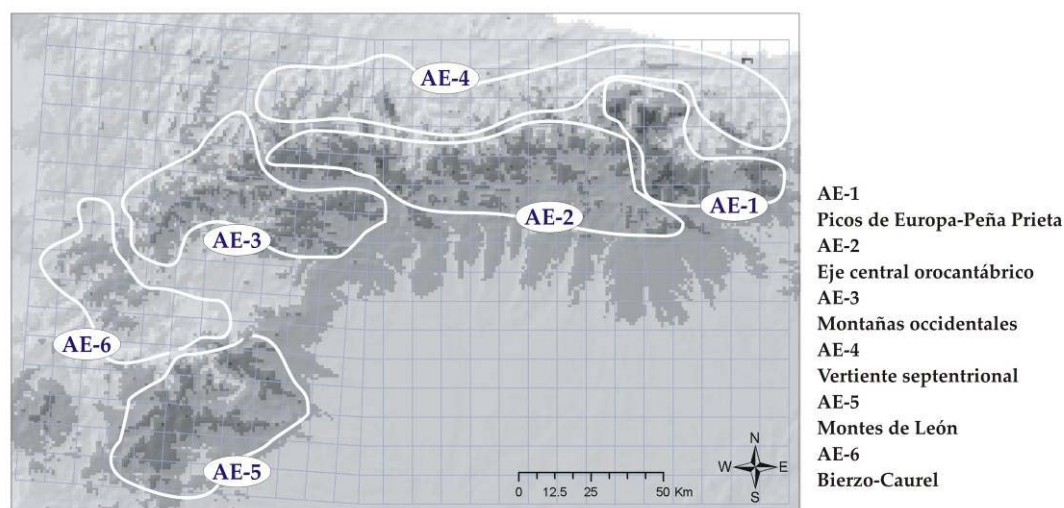 AE-4
AE-1
AE-2
AE-3
AE-6
AE-5
N
W E
S
0 12.5 25 50 Km
AE-1
Picos de Europa-Peña Prieta
AE-2
Eje central orocantábrico
AE-3
Montañas occidentales
AE-4
Vertiente septentrional
AE-5
Montes de León
AE-6
Bierzo-Caurel